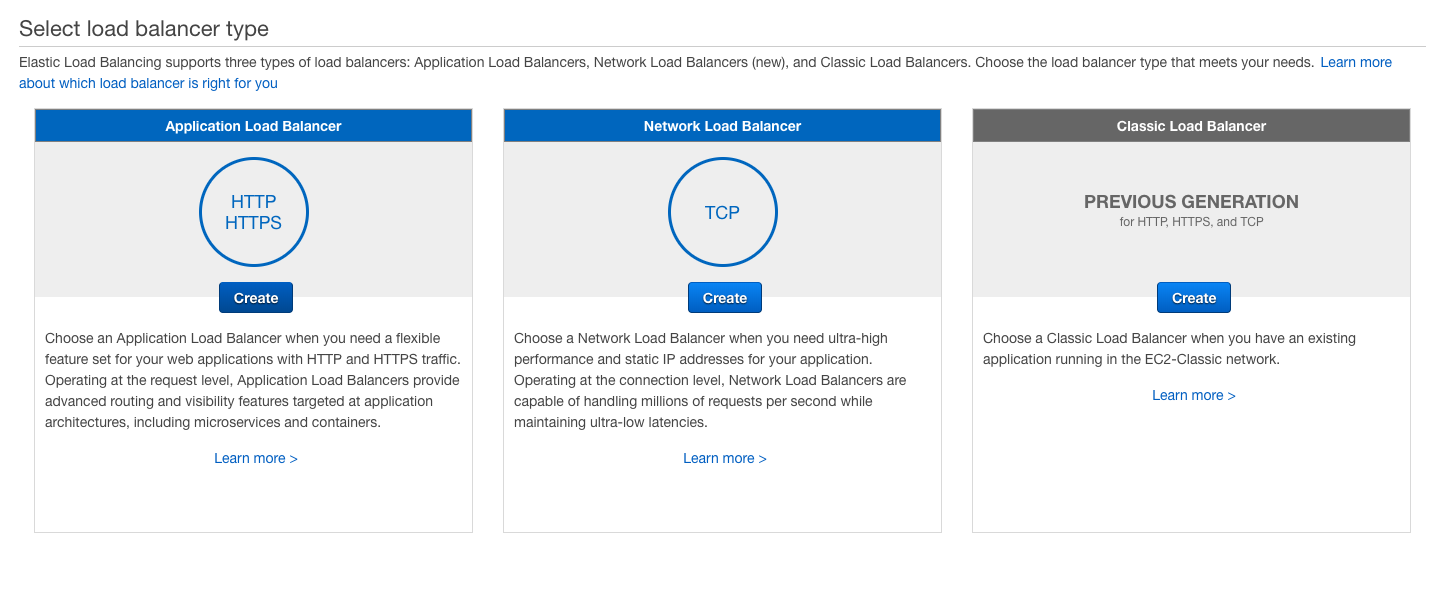 Select load balancer type
Elastic Load Balancing supports three types of load balancers: Application Load Balancers, Network Load Balancers (new), and Classic Load Balancers. Choose the load balancer type that meets your needs. Learn more
about which load balancer is right for you
Application Load Balancer
HTTP
HTTPS
Create
Choose an Application Load Balancer when you need a flexible
feature set for your web applications with HTTP and HTTPS traffic.
Operating at the request level, Application Load Balancers provide
advanced routing and visibility features targeted at application
architectures, including microservices and containers.
Learn more >
Network Load Balancer
TCP
Create
Choose a Network Load Balancer when you need ultra-high
performance and static IP addresses for your application.
Operating at the connection level, Network Load Balancers are
capable of handling millions of requests per second while
maintaining ultra-low latencies.
Learn more >
Classic Load Balancer
PREVIOUS GENERATION
for HTTP, HTTPS, and TCP
Create
Choose a Classic Load Balancer when you have an existing
application running in the EC2-Classic network.
Learn more >